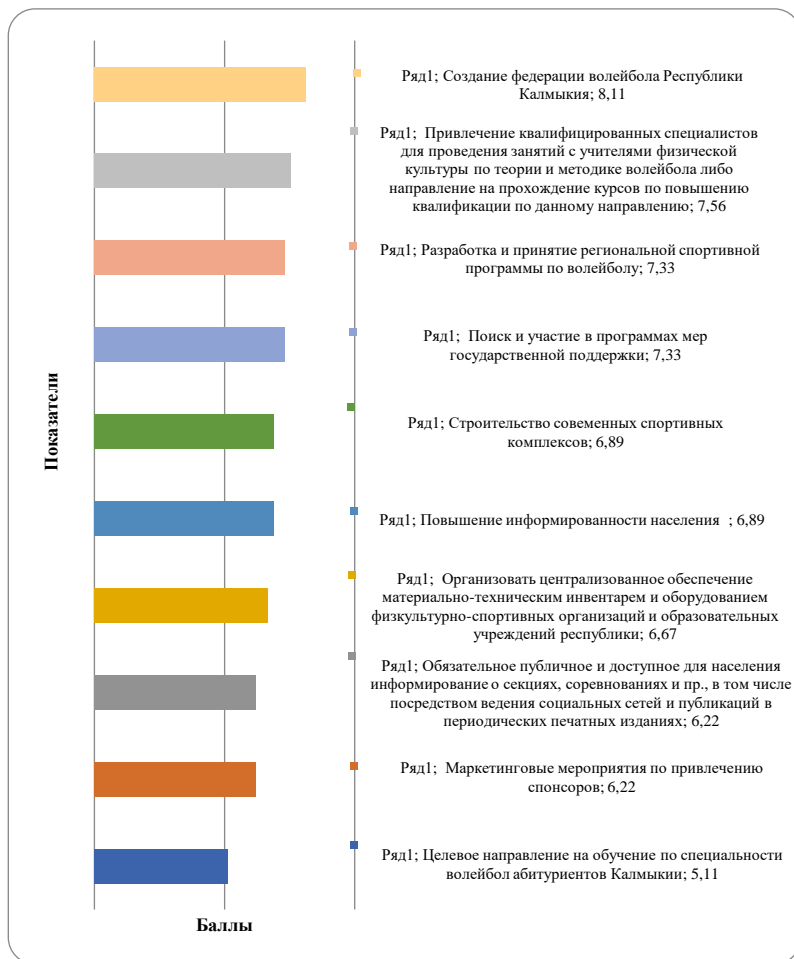 Ряд1; Создание федерации волейбола Республики
Калмыкия; 8,11
Ряд1;  Привлечение квалифицированных специалистов
для проведения занятий с учителями физической
культуры по теории и методике волейбола либо
направление на прохождение курсов по повышению
квалификации по данному направлению; 7,56
Ряд1; Разработка и принятие региональной спортивной
программы по волейболу; 7,33
Ряд1;  Поиск и участие в программах мер
государственной поддержки; 7,33
Показатели
Ряд1; Строительство совеменных спортивных
комплексов; 6,89
Ряд1; Повышение информированности населения  ; 6,89
Ряд1;  Организовать централизованное обеспечение
материально-техническим инвентарем и оборудованием
физкультурно-спортивных организаций и образовательных
учреждений республики; 6,67
Ряд1; Обязательное публичное и доступное для населения
информирование о секциях, соревнованиях и пр., в том числе
посредством ведения социальных сетей и публикаций в
периодических печатных изданиях; 6,22
Ряд1;  Маркетинговые мероприятия по привлечению
спонсоров; 6,22
Ряд1; Целевое направление на обучение по специальности
волейбол абитуриентов Калмыкии; 5,11
Баллы